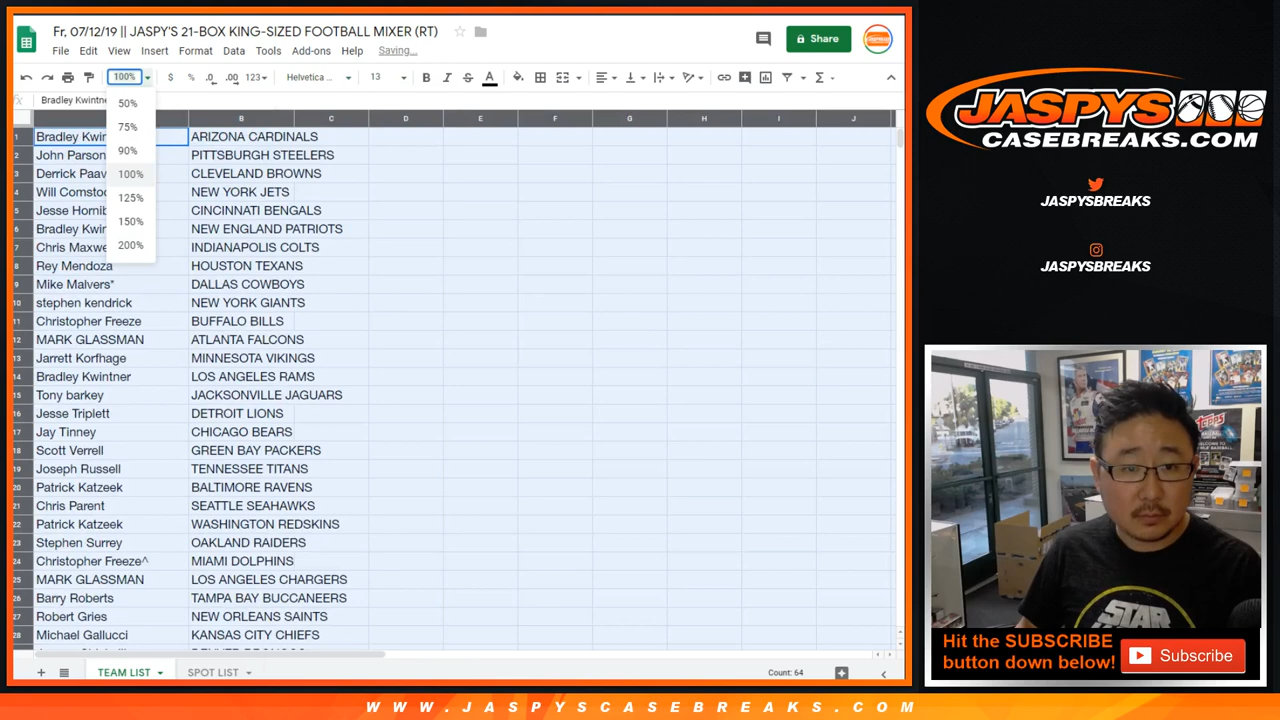 Fr, 07/12/19 || JASPY'S 21-BOX KING-SIZED FOOTBALL MIXER (RT)
File Edit View Insert Format Data Tools Add-ons Help Saving...
Share
100% $ % .0 .00 123 Helvetica ... 13 B I S A
fx Bradley Kwintne
50%
75%
90%
100%
125%
150%
200%
B C D E F G H I J
1 Bradley Kwin ARIZONA CARDINALS
2 John Parson PITTSBURGH STEELERS
3 Derrick Paav CLEVELAND BROWNS
4 Will Comstoc NEW YORK JETS
5 Jesse Hornib CINCINNATI BENGALS
6 Bradley Kwin NEW ENGLAND PATRIOTS
7 Chris Maxwe INDIANAPOLIS COLTS
8 Rey Mendoza HOUSTON TEXANS
9 Mike Malvers* DALLAS COWBOYS
10 stephen kendrick NEW YORK GIANTS
11 Christopher Freeze BUFFALO BILLS
12 MARK GLASSMAN ATLANTA FALCONS
13 Jarrett Korfhage MINNESOTA VIKINGS
14 Bradley Kwintner LOS ANGELES RAMS
15 Tony barkey JACKSONVILLE JAGUARS
16 Jesse Triplett DETROIT LIONS
17 Jay Tinney CHICAGO BEARS
18 Scott Verrell GREEN BAY PACKERS
19 Joseph Russell TENNESSEE TITANS
20 Patrick Katzeek BALTIMORE RAVENS
21 Chris Parent SEATTLE SEAHAWKS
22 Patrick Katzeek WASHINGTON REDSKINS
23 Stephen Surrey OAKLAND RAIDERS
24 Christopher Freeze^ MIAMI DOLPHINS
25 MARK GLASSMAN LOS ANGELES CHARGERS
26 Barry Roberts TAMPA BAY BUCCANEERS
27 Robert Gries NEW ORLEANS SAINTS
28 Michael Gallucci KANSAS CITY CHIEFS
TEAM LIST SPOT LIST Count: 64
JASPYS
CASEBREAKS.COM
JASPYSBREAKS
JASPYSBREAKS
TOPPS
STAR
WARS
Hit the SUBSCRIBE
button down below!
Subscribe
WWW.JASPYSCASEBREAKS.COM